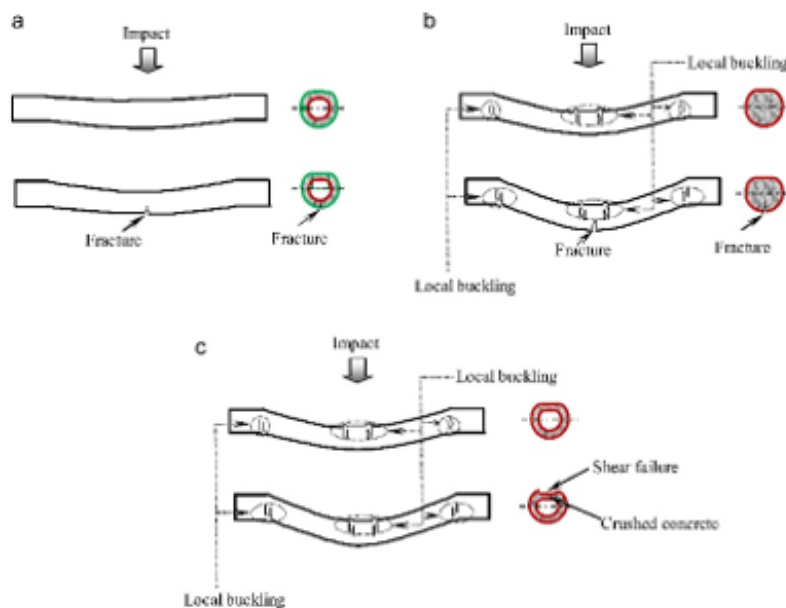 a
Impact
Fracture
Fracture
b
Impact
Local buckling
Fracture
Fracture
Local buckling
c
Impact
Local buckling
Shear failure
Crushed concrete
Local buckling